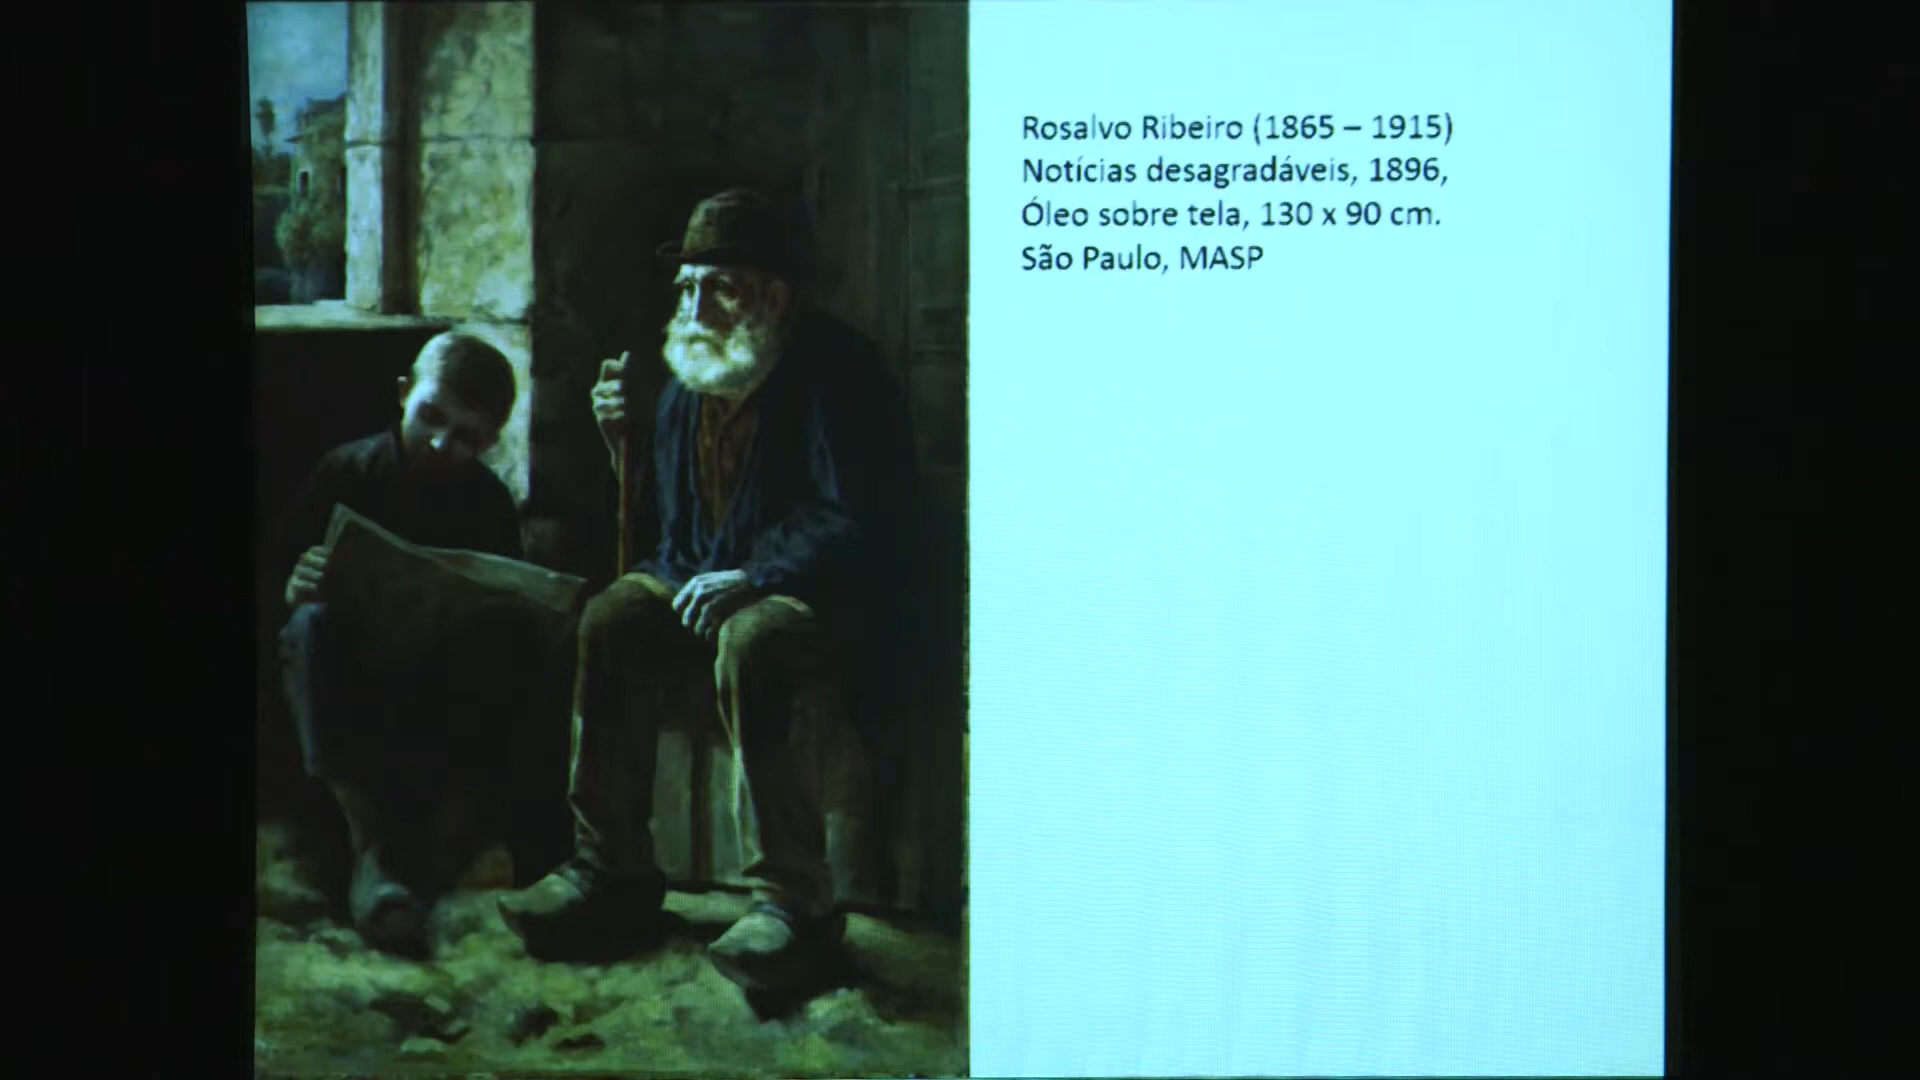 Rosalvo Ribeiro (1865 – 1915)
Notícias desagradáveis, 1896,
Óleo sobre tela, 130 x 90 cm.
São Paulo, MASP